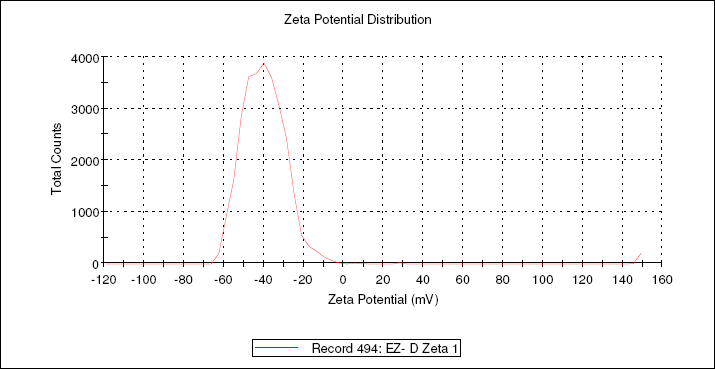 Zeta Potential Distribution
4000
3000
2000
1000
0
Total Counts
-120 -100 -80 -60 -40 -20 0 20 40 60 80 100 120 140 160
Zeta Potential (mV)
Record 494: EZ- D Zeta 1